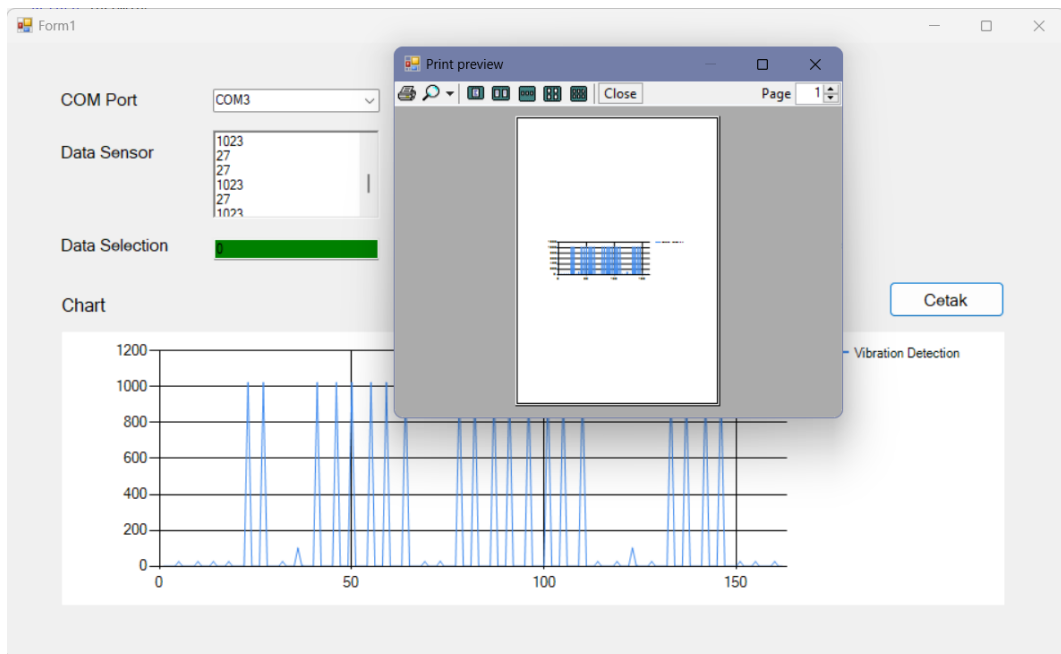 Form1
Print preview
Close
Page 1
COM Port
COM3
Data Sensor
1023
27
27
1023
27
1023
Data Selection
0
Chart
Cetak
Vibration Detection
1200
1000
800
600
400
200
0
0 50 100 150